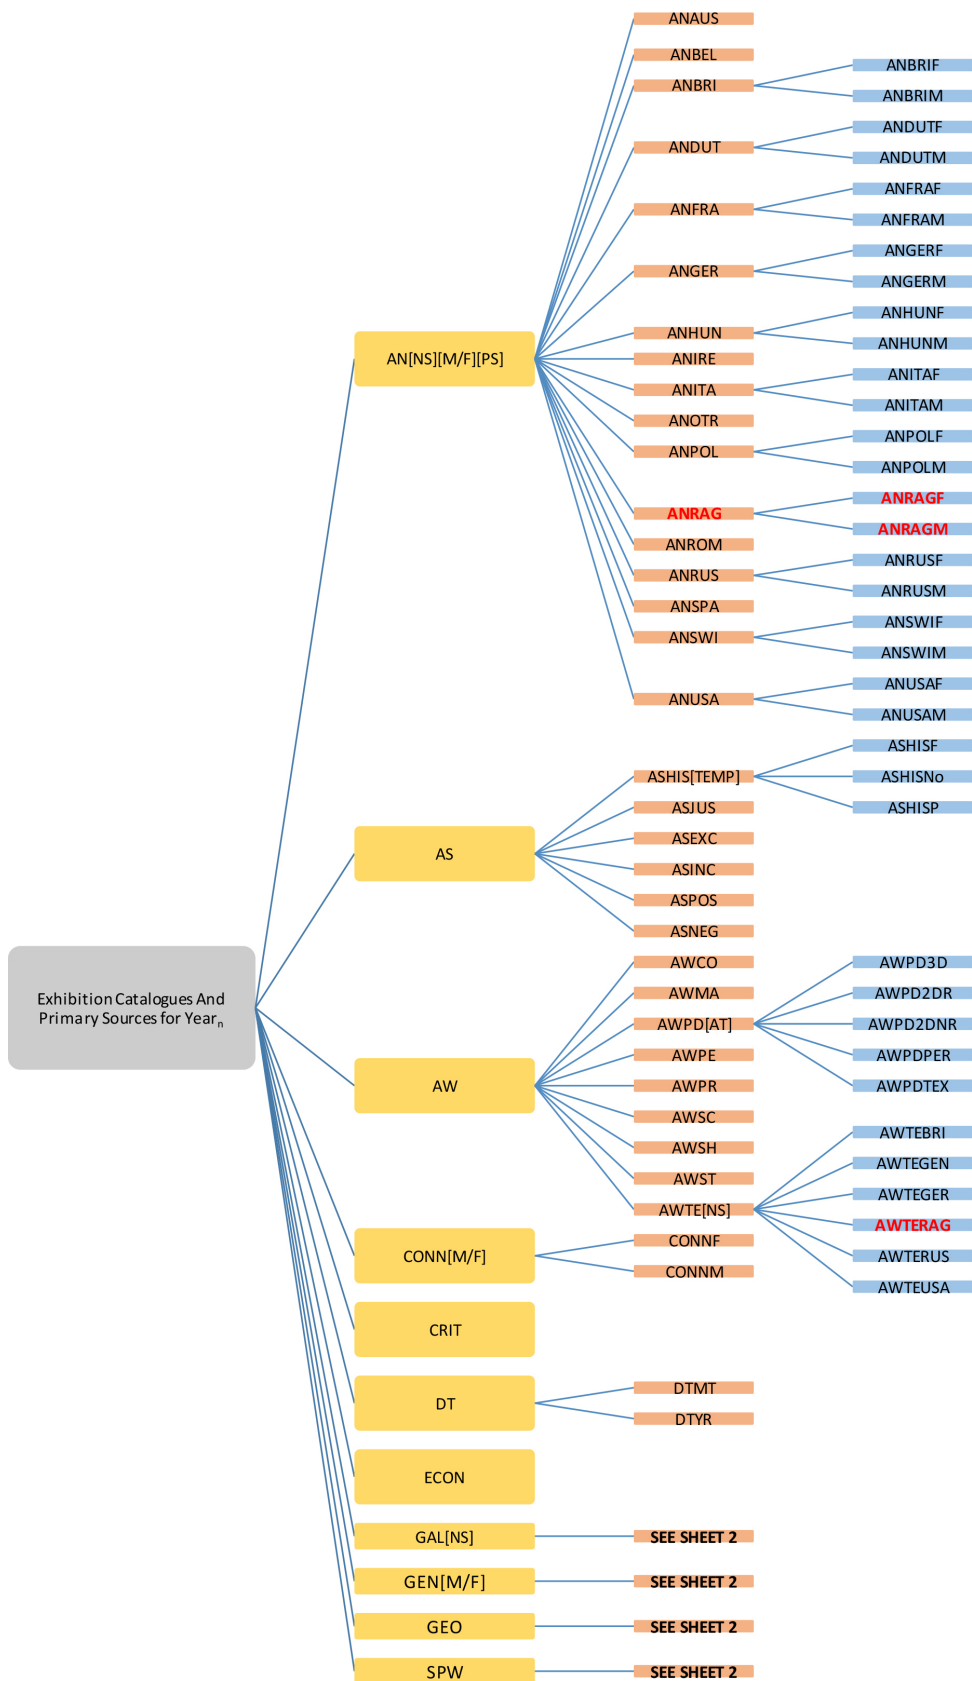 ANAUS
ANBEL
ANBRI
ANBRIF
ANBRIM
ANDUT
ANDUTF
ANDUTM
ANFRA
ANFRAF
ANFRAM
ANGER
ANGERF
ANGERM
AN[NS][M/F][PS]
ANHUN
ANHUNF
ANHUNM
ANIRE
ANITA
ANITAF
ANITAM
ANOTR
ANPOL
ANPOLF
ANPOLM
ANRAG
ANRAGF
ANRAGM
ANROM
ANRUS
ANRUSF
ANRUSM
ANSPA
ANSWI
ANSWIF
ANSWIM
ANUSA
ANUSAF
ANUSAM
AS
ASHIS[TEMP]
ASHISF
ASHISNo
ASHISP
ASJUS
ASEXC
ASINC
ASPOS
ASNEG
Exhibition Catalogues And
Primary Sources for Yearn
AW
AWCO
AWMA
AWPD[AT]
AWPD3D
AWPD2DR
AWPD2DNR
AWPDPER
AWPDTEX
AWPE
AWPR
AWSC
AWSH
AWST
AWTE[NS]
AWTEBRI
AWTEGEN
AWTEGER
AWTERAG
AWTERUS
AWTEUSA
CONN[M/F]
CONNF
CONNM
CRIT
DT
DTMT
DTYR
ECON
GAL[NS]
SEE SHEET 2
GEN[M/F]
SEE SHEET 2
GEO
SEE SHEET 2
SPW
SEE SHEET 2